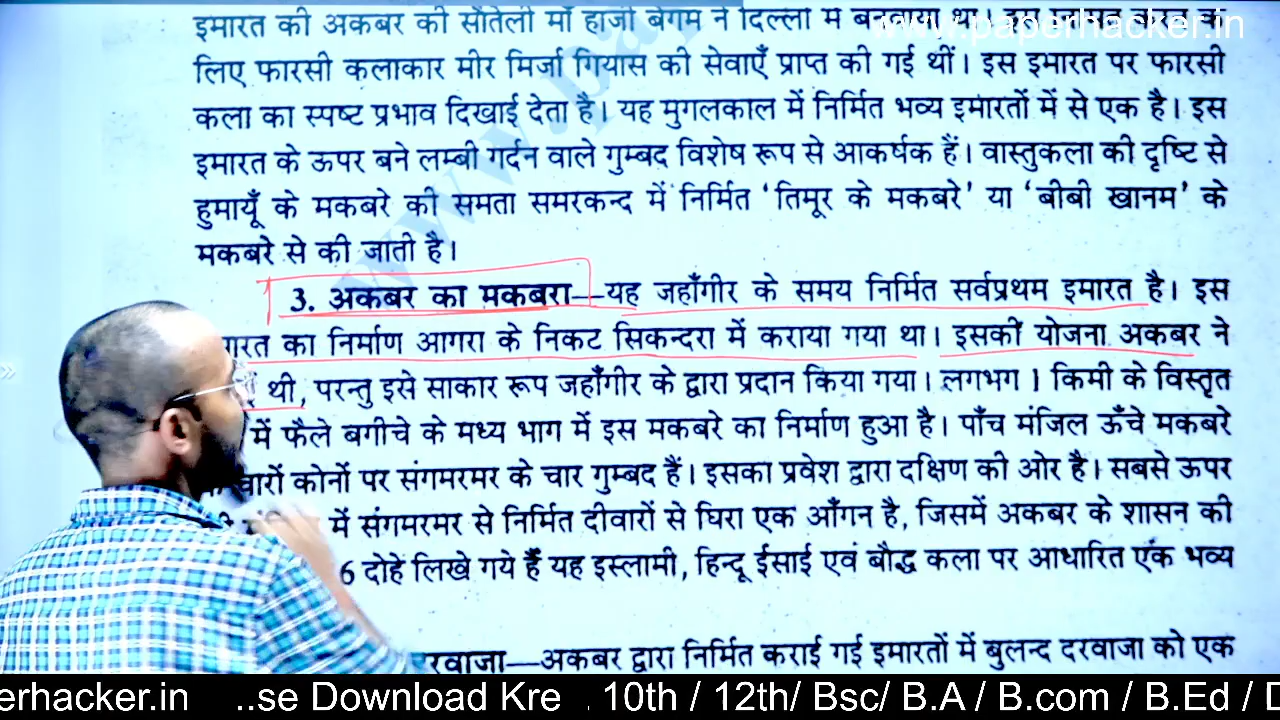 www.paperhacker.in
इमारत को अकबर की सौतेली माँ हाजी बेगम ने दिल्ली में बनवाया था। इस इमारत
लिए फारसी कलाकार मीर मिर्जा गियास की सेवाएँ प्राप्त की गई थीं। इस इमारत पर फारसी
कला का स्पष्ट प्रभाव दिखाई देता है। यह मुगलकाल में निर्मित भव्य इमारतों में से एक है। इस
इमारत के ऊपर बने लम्बी गर्दन वाले गुम्बद विशेष रूप से आकर्षक हैं। वास्तुकला की दृष्टि से
हुमायूँ के मकबरे की समता समरकन्द में निर्मित 'तिमूर के मकबरे' या 'बीबी खानम' के
मकबरे से की जाती है।
3. अकबर का मकबरा—यह जहाँगीर के समय निर्मित सर्वप्रथम इमारत है। इस
का निर्माण आगरा के निकट सिकन्दरा में कराया गया था। इसकी योजना अकबर ने
थी, परन्तु इसे साकार रूप जहाँगीर के द्वारा प्रदान किया गया। लगभग 1 किमी के विस्तृत
में फैले बगीचे के मध्य भाग में इस मकबरे का निर्माण हुआ है। पाँच मंजिल ऊँचे मकबरे
चारों कोनों पर संगमरमर के चार गुम्बद हैं। इसका प्रवेश द्वारा दक्षिण की ओर है। सबसे ऊपर
में संगमरमर से निर्मित दीवारों से घिरा एक आँगन है, जिसमें अकबर के शासन की
6 दोहे लिखे गये हैं यह इस्लामी, हिन्दू ईसाई एवं बौद्ध कला पर आधारित एक भव्य
रवाजा—अकबर द्वारा निर्मित कराई गई इमारतों में बुलन्द दरवाजा को एक
perhacker.in ..se Download Kre 10th / 12th/ Bsc/ B.A / B.com / B.Ed /